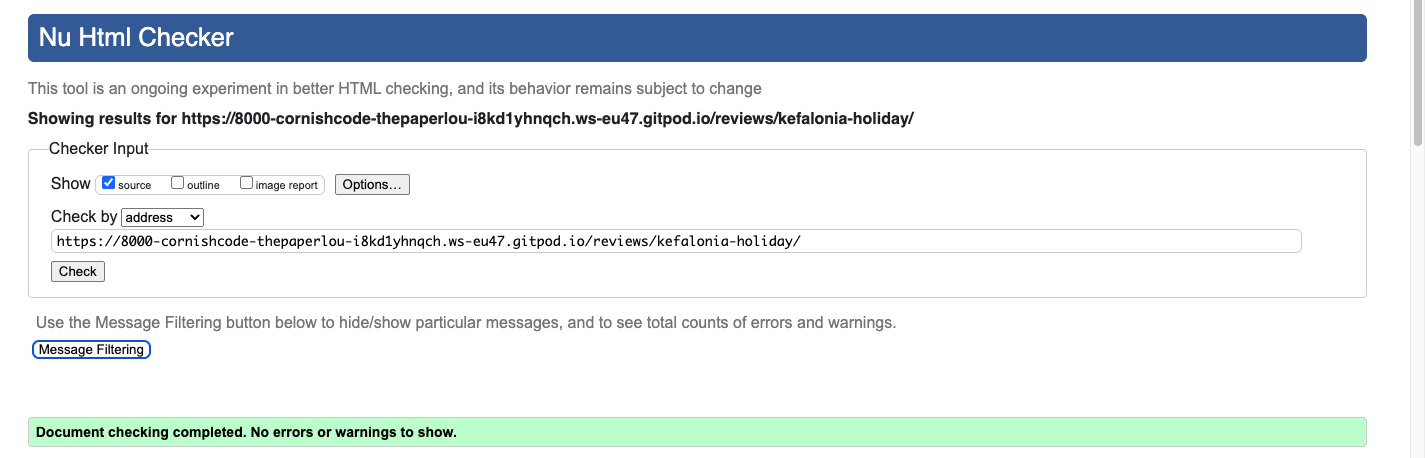 Nu Html Checker
This tool is an ongoing experiment in better HTML checking, and its behavior remains subject to change
Showing results for https://8000-cornishcode-thepaperlou-i8kd1yhnqch.ws-eu47.gitpod.io/reviews/kefalonia-holiday/
Checker Input
Show source outline image report Options...
Check by address
https://8000-cornishcode-thepaperlou-i8kd1yhnqch.ws-eu47.gitpod.io/reviews/kefalonia-holiday/
Check
Use the Message Filtering button below to hide/show particular messages, and to see total counts of errors and warnings.
Message Filtering
Document checking completed. No errors or warnings to show.